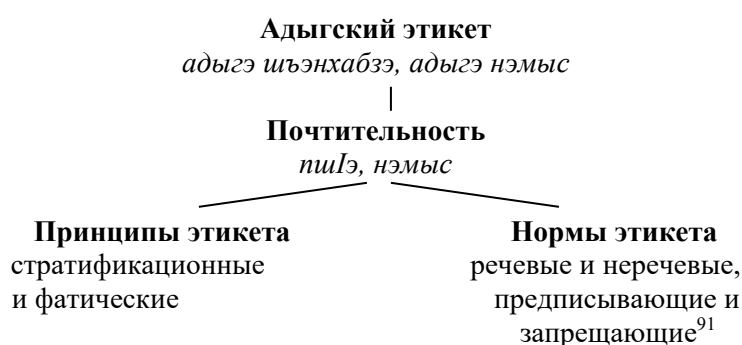 Адыгский этикет
адыгэ шъэнхабзэ, адыгэ нэмыс
Почтительность
пшIэ, нэмыс
Принципы этикета
стратификационные
и фатические
Нормы этикета
речевые и неречевые,
предписывающие и
запрещающие91